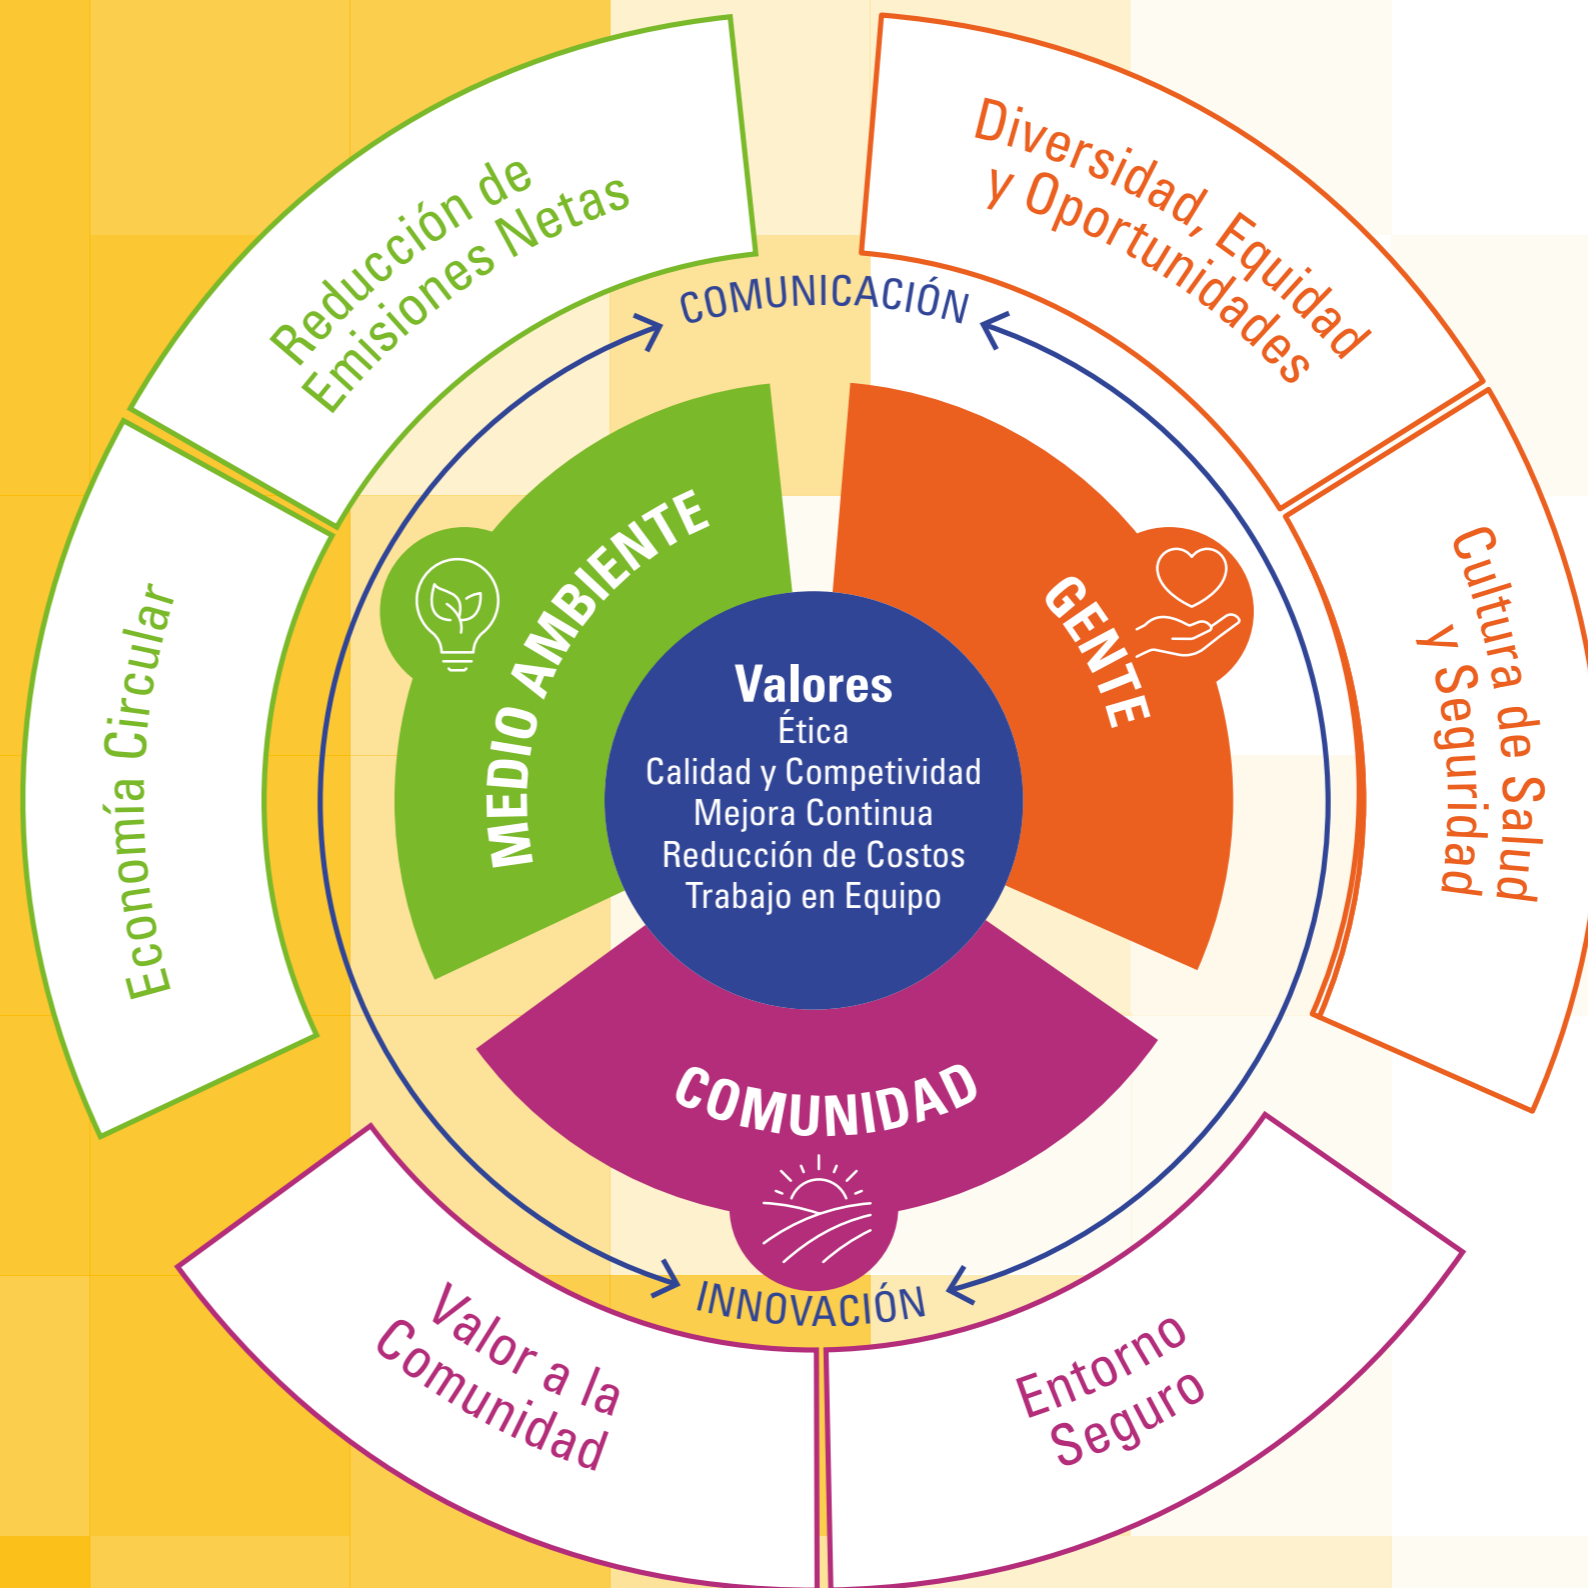 Reducción de
Emisiones Netas
Diversidad, Equidad
y Oportunidades
COMUNICACIÓN
Economía Circular
MEDIO AMBIENTE
GENTE
Cultura de Salud
y Seguridad
Valores
Ética
Calidad y Competividad
Mejora Continua
Reducción de Costos
Trabajo en Equipo
COMUNIDAD
INNOVACIÓN
Valor a la
Comunidad
Entorno
Seguro